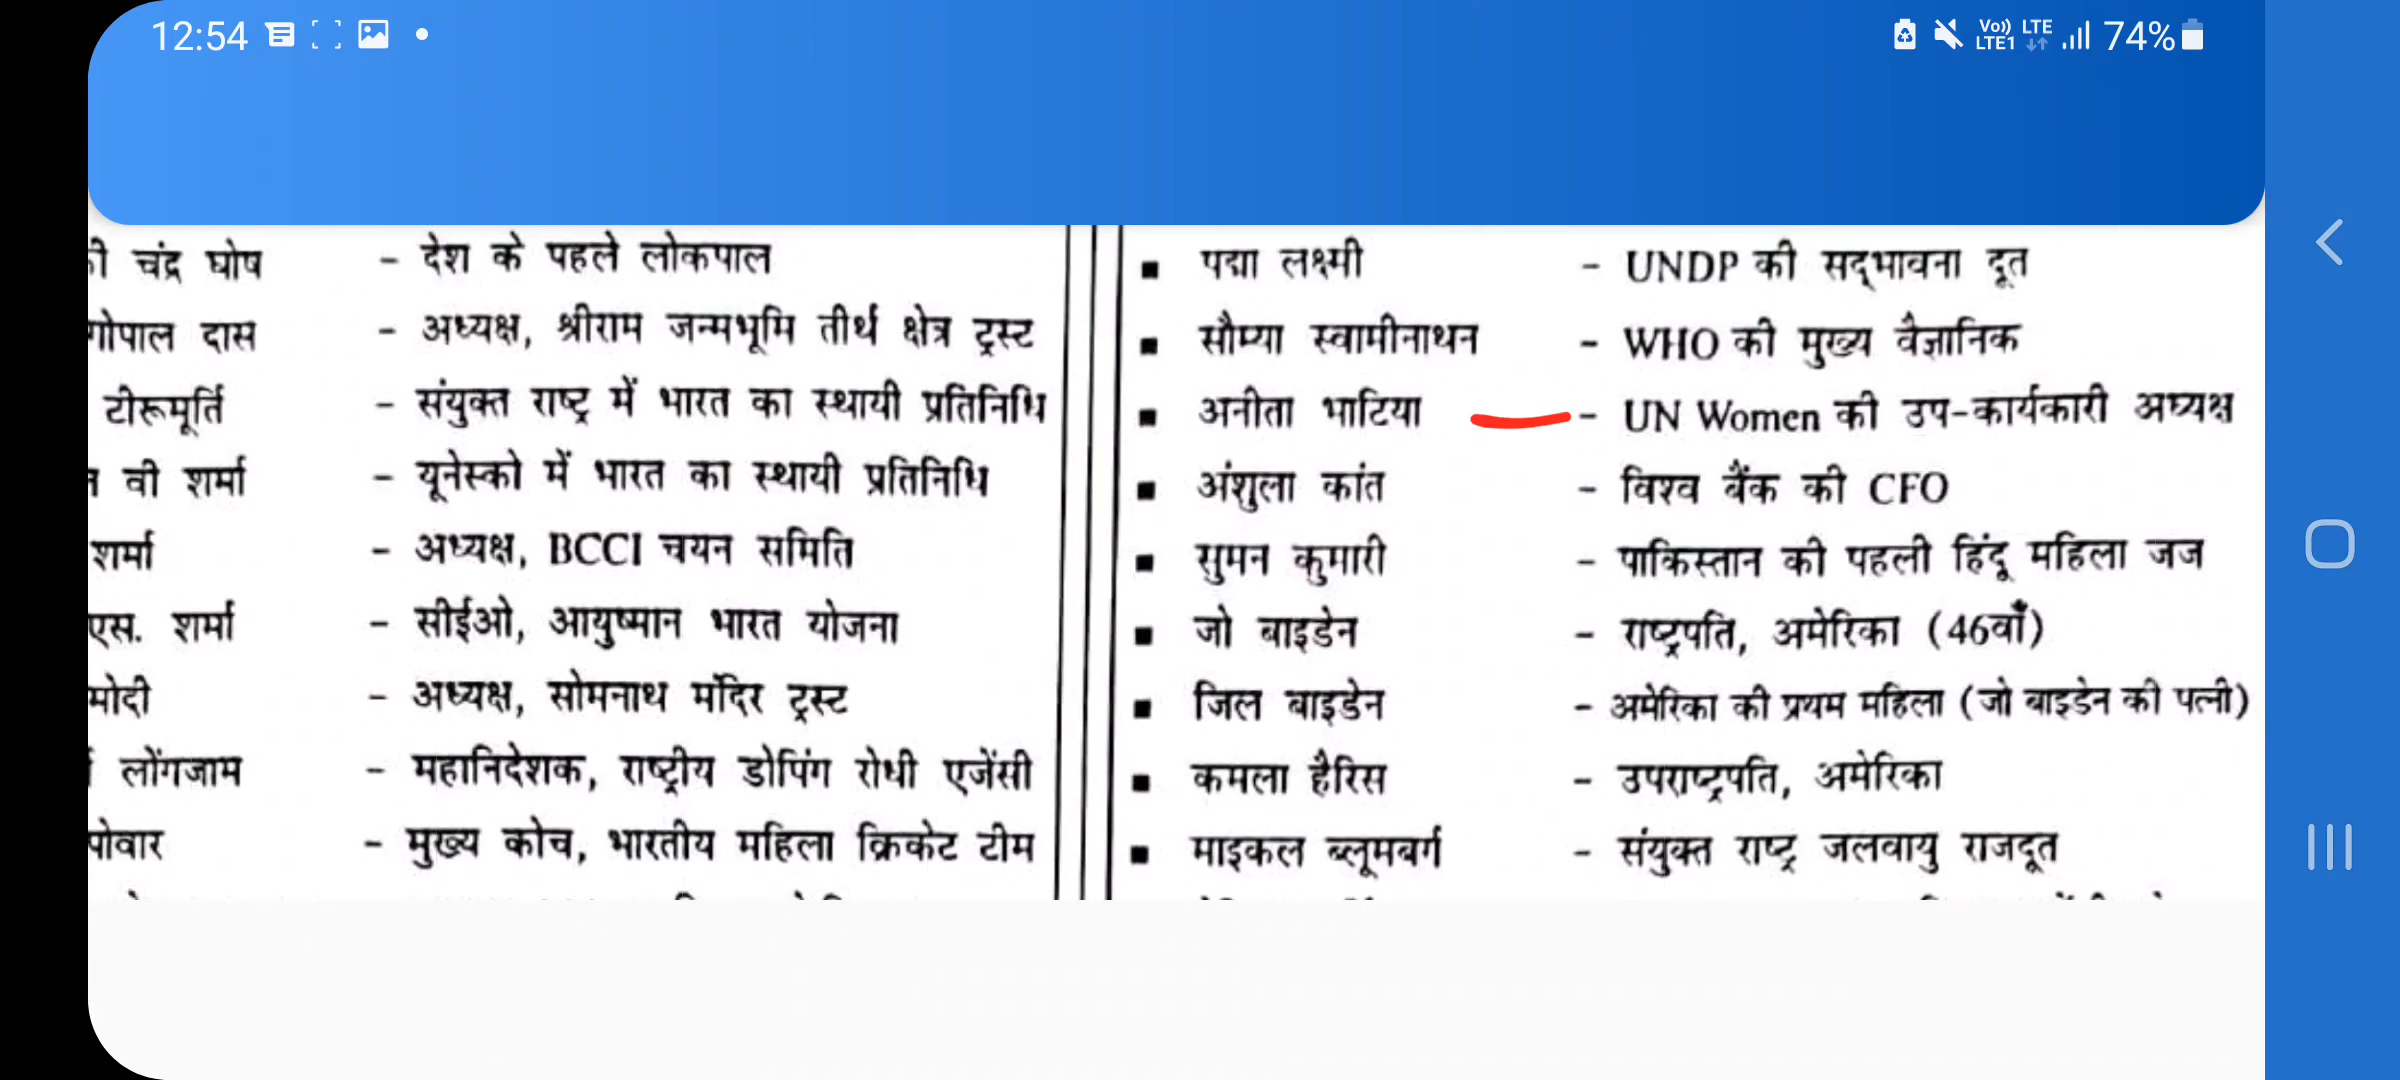 12:54
Vo)) LTE1 LTE 74%
चंद्र घोष - देश के पहले लोकपाल
गोपाल दास - अध्यक्ष, श्रीराम जन्मभूमि तीर्थ क्षेत्र ट्रस्ट
टीरूमूर्ति - संयुक्त राष्ट्र में भारत का स्थायी प्रतिनिधि
वी शर्मा - यूनेस्को में भारत का स्थायी प्रतिनिधि
शर्मा - अध्यक्ष, BCCI चयन समिति
एस. शर्मा - सीईओ, आयुष्मान भारत योजना
मोदी - अध्यक्ष, सोमनाथ मंदिर ट्रस्ट
लोंगजाम - महानिदेशक, राष्ट्रीय डोपिंग रोधी एजेंसी
पोवार - मुख्य कोच, भारतीय महिला क्रिकेट टीम
▪ पद्मा लक्ष्मी - UNDP की सद्भावना दूत
▪ सौम्या स्वामीनाथन - WHO की मुख्य वैज्ञानिक
▪ अनीता भाटिया - UN Women की उप-कार्यकारी अध्यक्ष
▪ अंशुला कांत - विश्व बैंक की CFO
▪ सुमन कुमारी - पाकिस्तान की पहली हिंदू महिला जज
▪ जो बाइडेन - राष्ट्रपति, अमेरिका (46वाँ)
▪ जिल बाइडेन - अमेरिका की प्रथम महिला (जो बाइडेन की पत्नी)
▪ कमला हैरिस - उपराष्ट्रपति, अमेरिका
▪ माइकल ब्लूमबर्ग - संयुक्त राष्ट्र जलवायु राजदूत